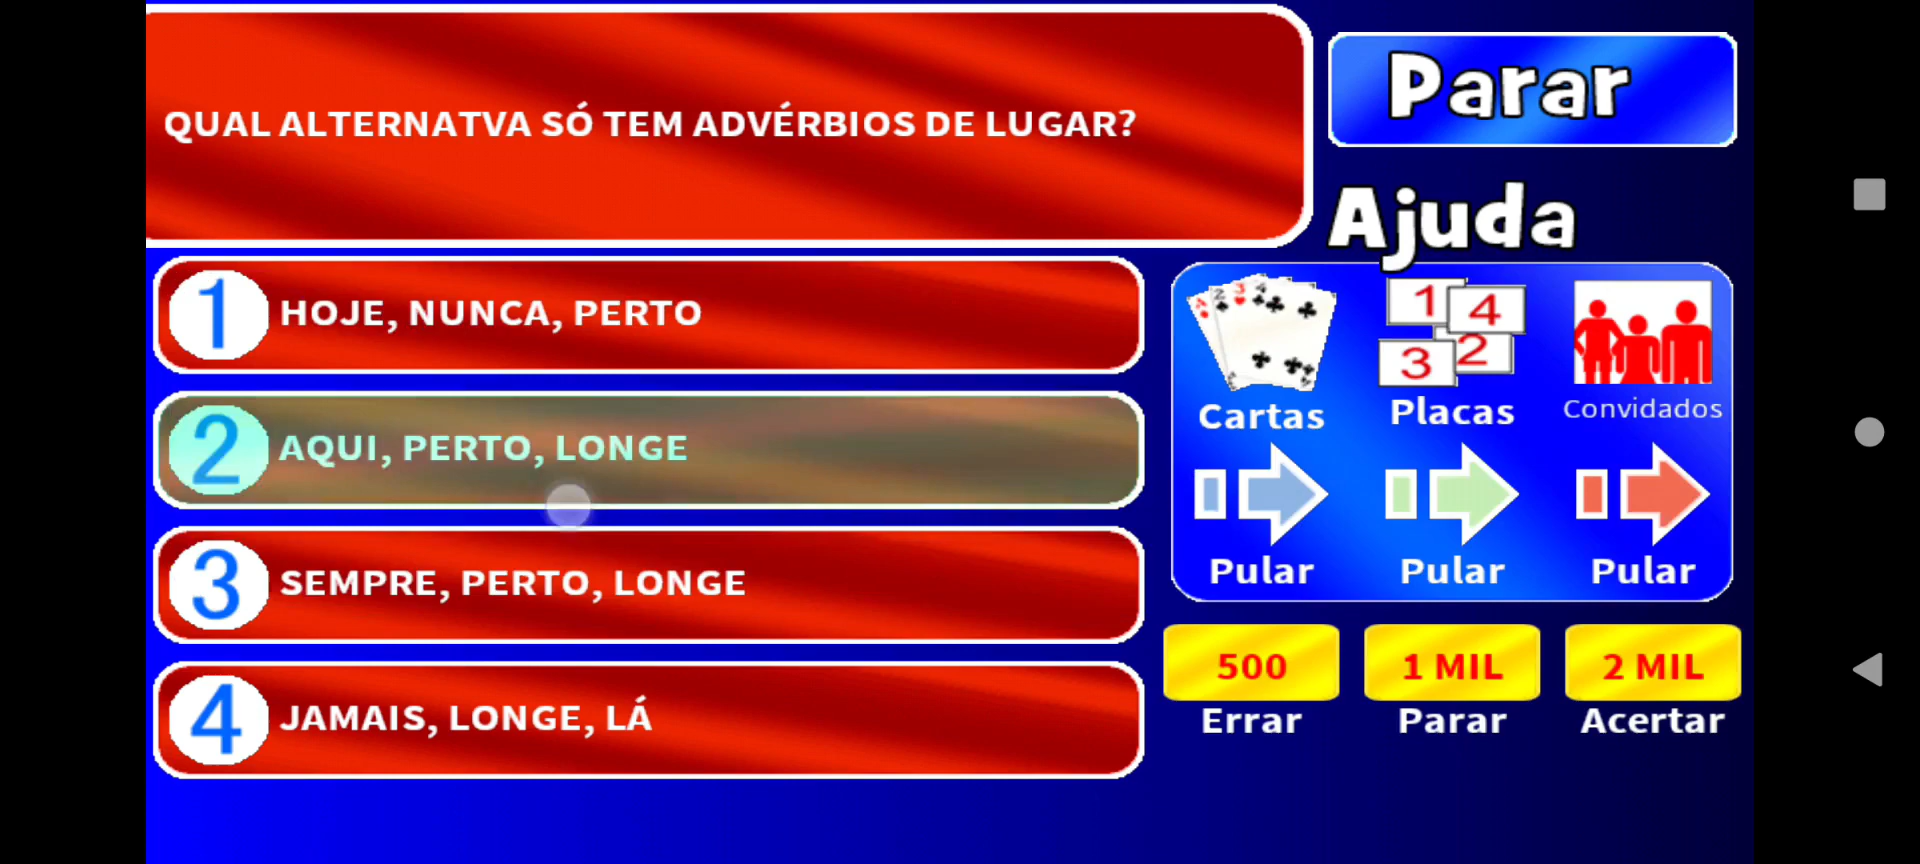 QUAL ALTERNATVA SÓ TEM ADVÉRBIOS DE LUGAR?
Parar
Ajuda
1 HOJE, NUNCA, PERTO
2 AQUI, PERTO, LONGE
3 SEMPRE, PERTO, LONGE
4 JAMAIS, LONGE, LÁ
1 4
3 2
Cartas Placas Convidados
Pular Pular Pular
500 1 MIL 2 MIL
Errar Parar Acertar